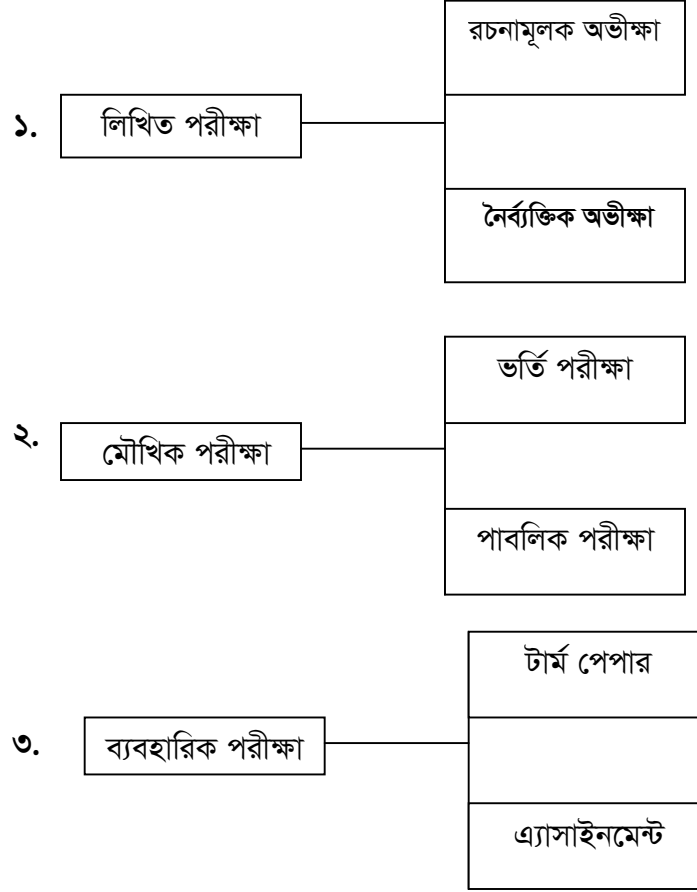 রচনামূলক অভীক্ষা
১. লিখিত পরীক্ষা
নৈর্ব্যক্তিক অভীক্ষা
ভর্তি পরীক্ষা
২. মৌখিক পরীক্ষা
পাবলিক পরীক্ষা
টার্ম পেপার
৩. ব্যবহারিক পরীক্ষা
এ্যাসাইনমেন্ট